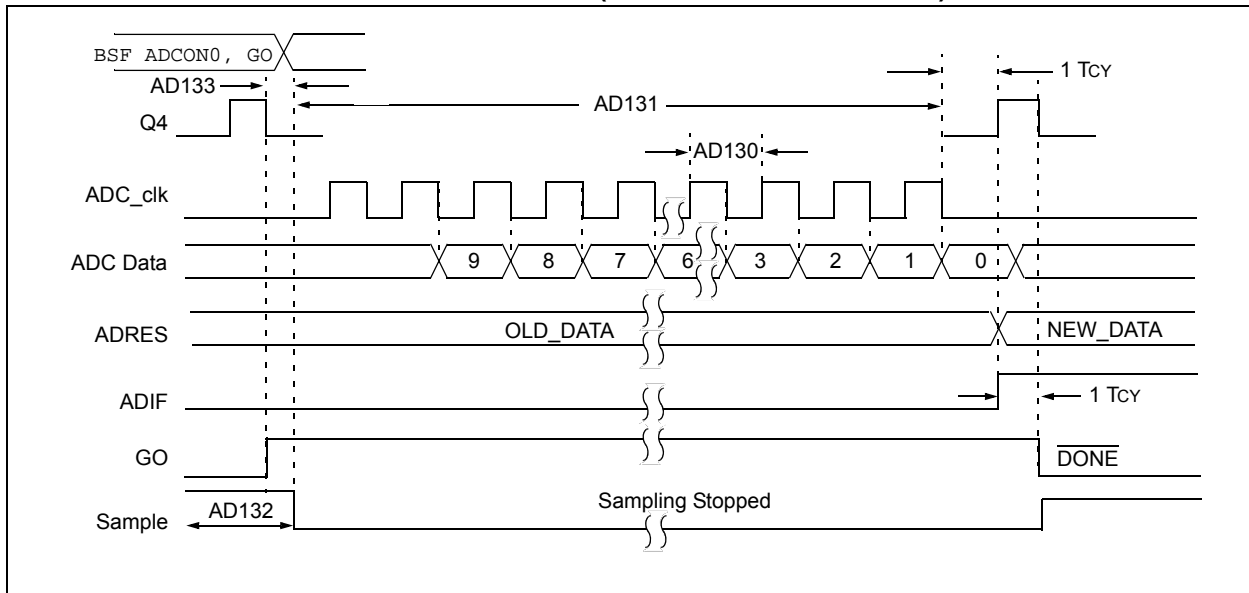 BSF ADCON0, GO
AD133
1 TCY
AD131
Q4
AD130
ADC_clk
ADC Data 9 8 7 6 3 2 1 0
ADRES OLD_DATA NEW_DATA
ADIF 1 TCY
GO DONE
Sampling Stopped
Sample AD132